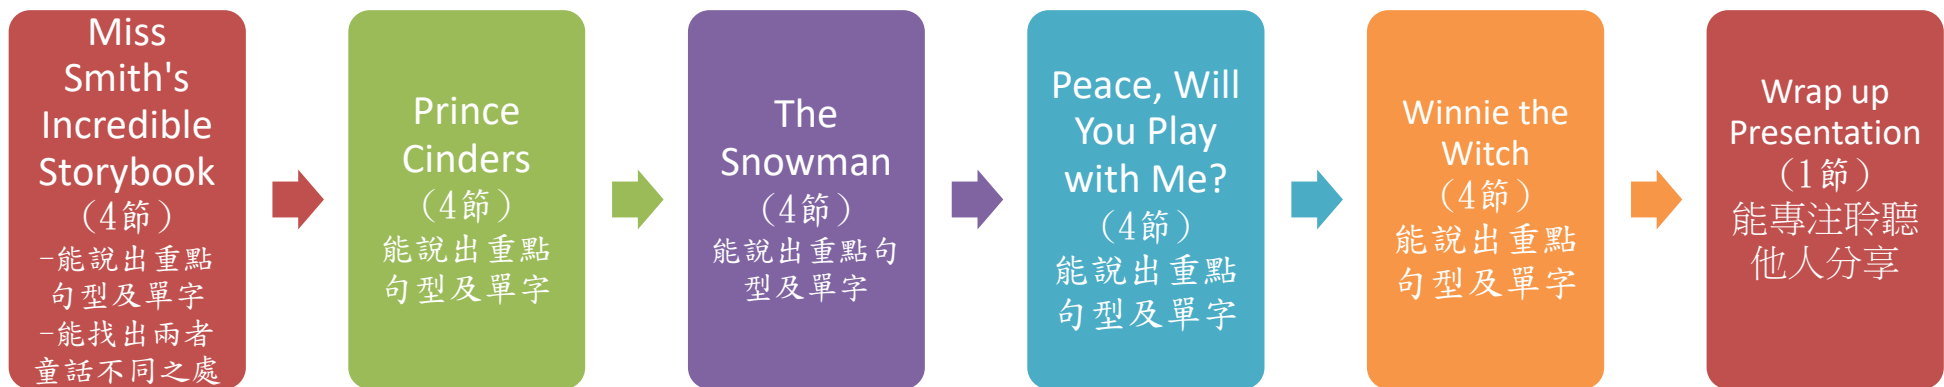 Miss
Smith's
Incredible
Storybook
(4節)
-能說出重點
句型及單字
-能找出兩者
童話不同之處
Prince
Cinders
(4節)
能說出重點
句型及單字
The
Snowman
(4節)
能說出重點句
型及單字
Peace, Will
You Play
with Me?
(4節)
能說出重點
句型及單字
Winnie the
Witch
(4節)
能說出重點
句型及單字
Wrap up
Presentation
(1節)
能專注聆聽
他人分享